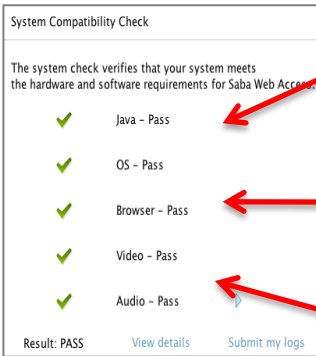 System Compatibility Check
The system check verifies that your system meets
the hardware and software requirements for Saba Web Access.
Java – Pass
OS – Pass
Browser – Pass
Video – Pass
Audio – Pass
Result: PASS View details Submit my logs